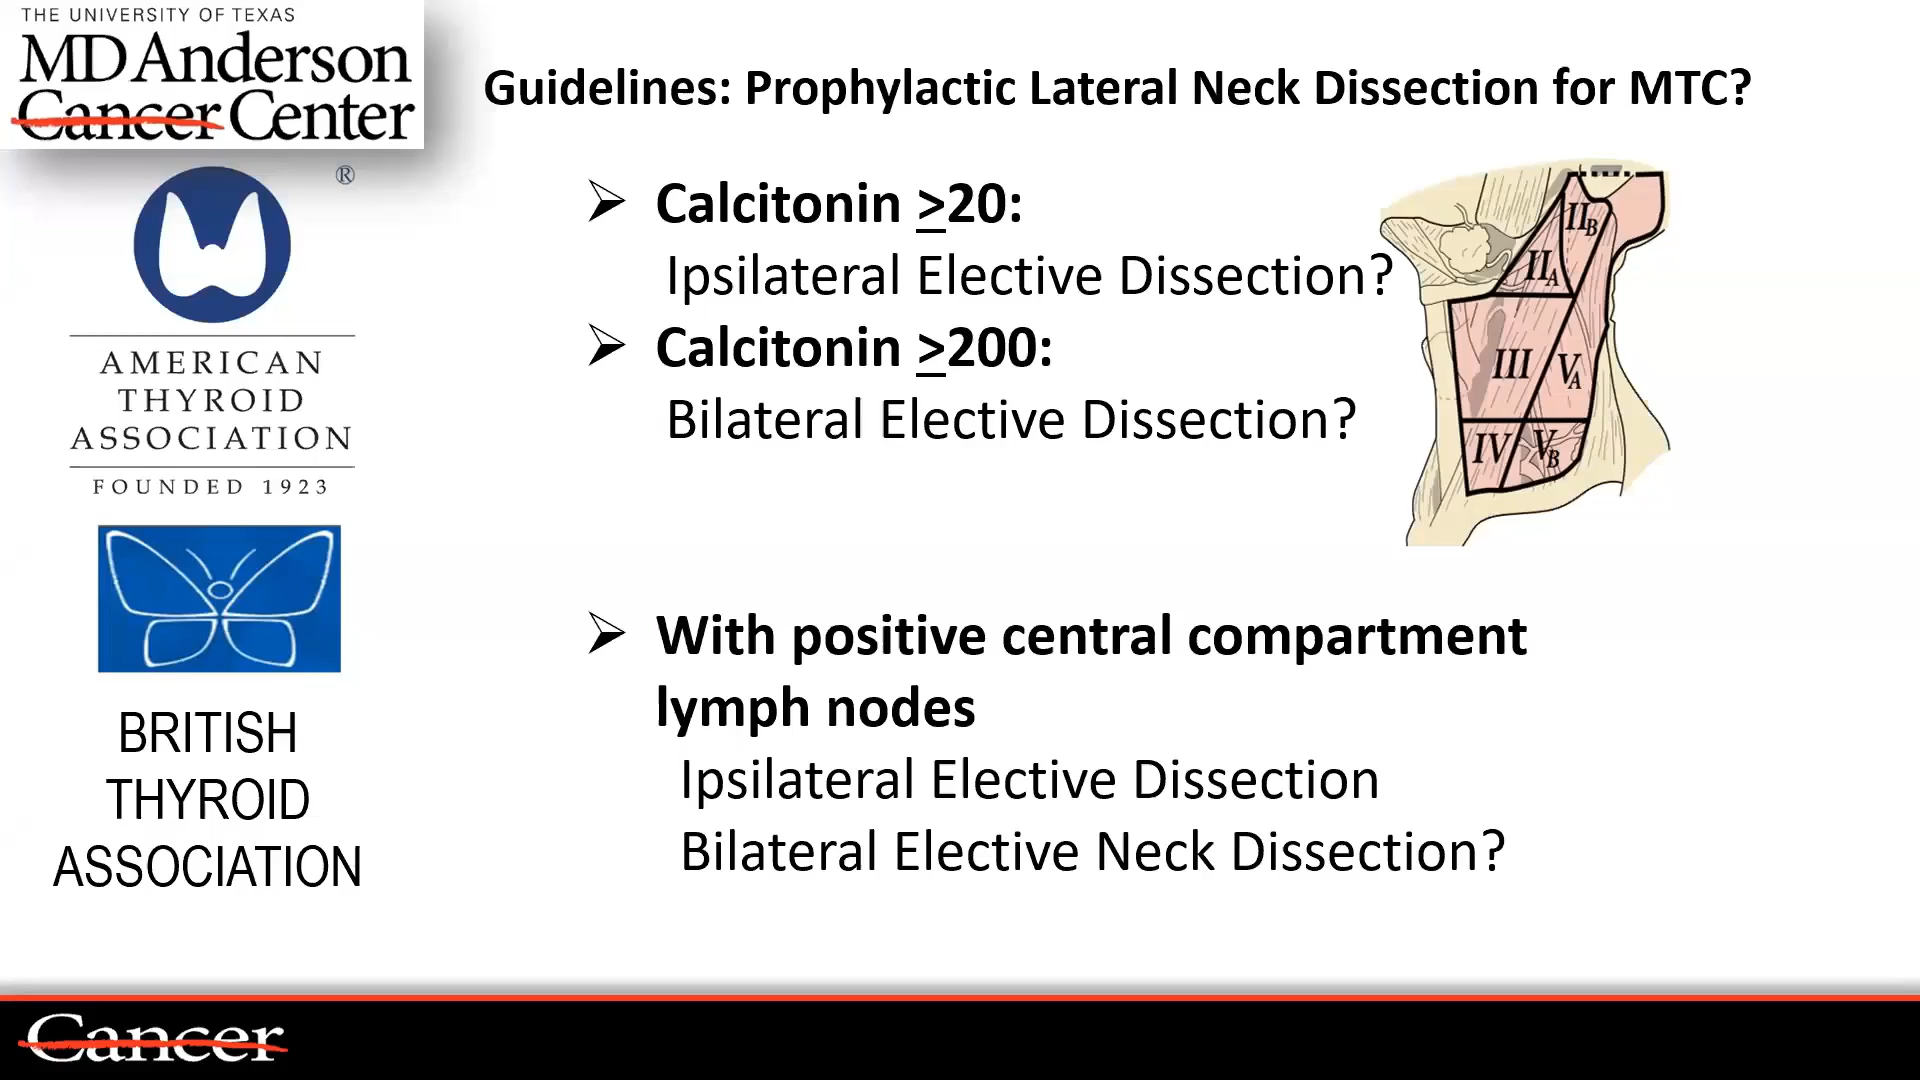 THE UNIVERSITY OF TEXAS
MD Anderson
Cancer Center
Guidelines: Prophylactic Lateral Neck Dissection for MTC?
®
AMERICAN
THYROID
ASSOCIATION
FOUNDED 1923
BRITISH
THYROID
ASSOCIATION
➢ Calcitonin ≥20:
Ipsilateral Elective Dissection?
➢ Calcitonin ≥200:
Bilateral Elective Dissection?
IIB
IIA
III
VA
IV
VB
➢ With positive central compartment
lymph nodes
Ipsilateral Elective Dissection
Bilateral Elective Neck Dissection?
Cancer